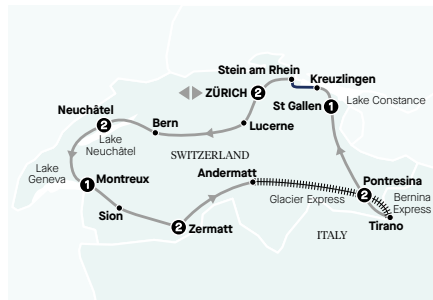 Stein am Rhein
Kreuzlingen
ZÜRICH 2
St Gallen 1
Lake Constance
Neuchâtel
2
Lake
Neuchâtel
Bern
Lucerne
SWITZERLAND
Lake
Geneva
1 Montreux
Andermatt
Glacier Express
Pontresina
2
Bernina
Express
Sion
2 Zermatt
Tirano
ITALY